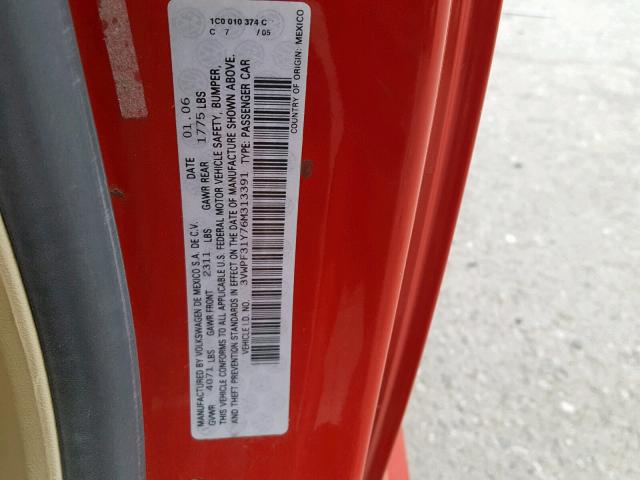 1C0 010 374 C
C 7 / 05
MANUFACTURED BY VOLKSWAGEN DE MEXICO S.A. DE C.V. DATE 01.06
GVWR 4071 LBS GAWR FRONT 2311 LBS GAWR REAR 1775 LBS
THIS VEHICLE CONFORMS TO ALL APPLICABLE U.S. FEDERAL MOTOR VEHICLE SAFETY, BUMPER,
AND THEFT PREVENTION STANDARDS IN EFFECT ON THE DATE OF MANUFACTURE SHOWN ABOVE.
VEHICLE I.D. NO. 3VWPF31Y76M313391 TYPE: PASSENGER CAR
COUNTRY OF ORIGIN: MEXICO